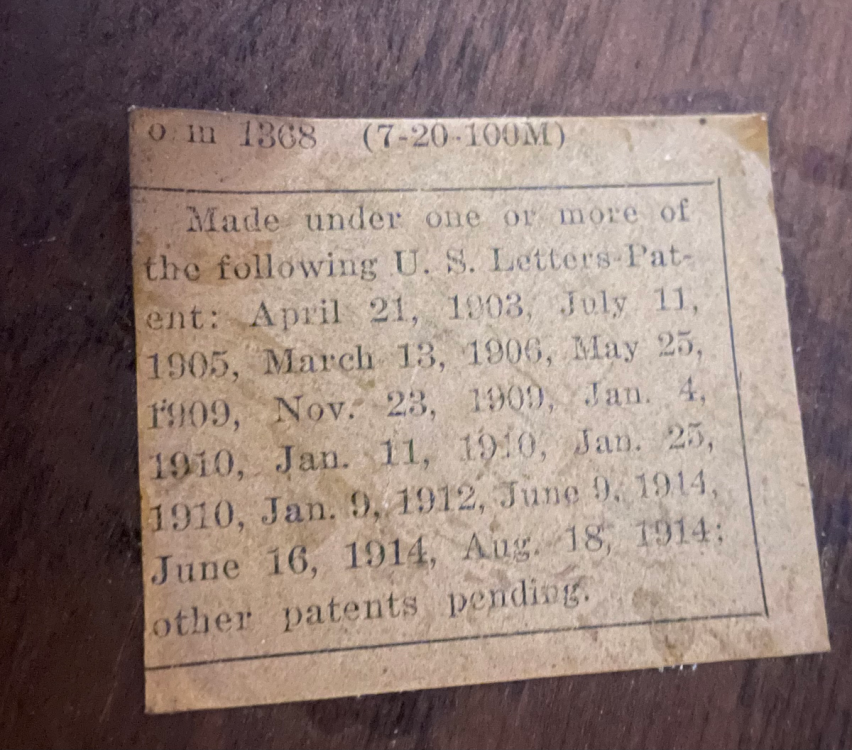 o m 1368 (7-20-100M)
Made under one or more of
the following U. S. Letters-Pat-
ent: April 21, 1903, July 11,
1905, March 13, 1906, May 25,
1909, Nov. 23, 1909, Jan. 4,
1910, Jan. 11, 1910, Jan. 25,
1910, Jan. 9, 1912, June 9, 1914,
June 16, 1914, Aug. 18, 1914;
other patents pending.